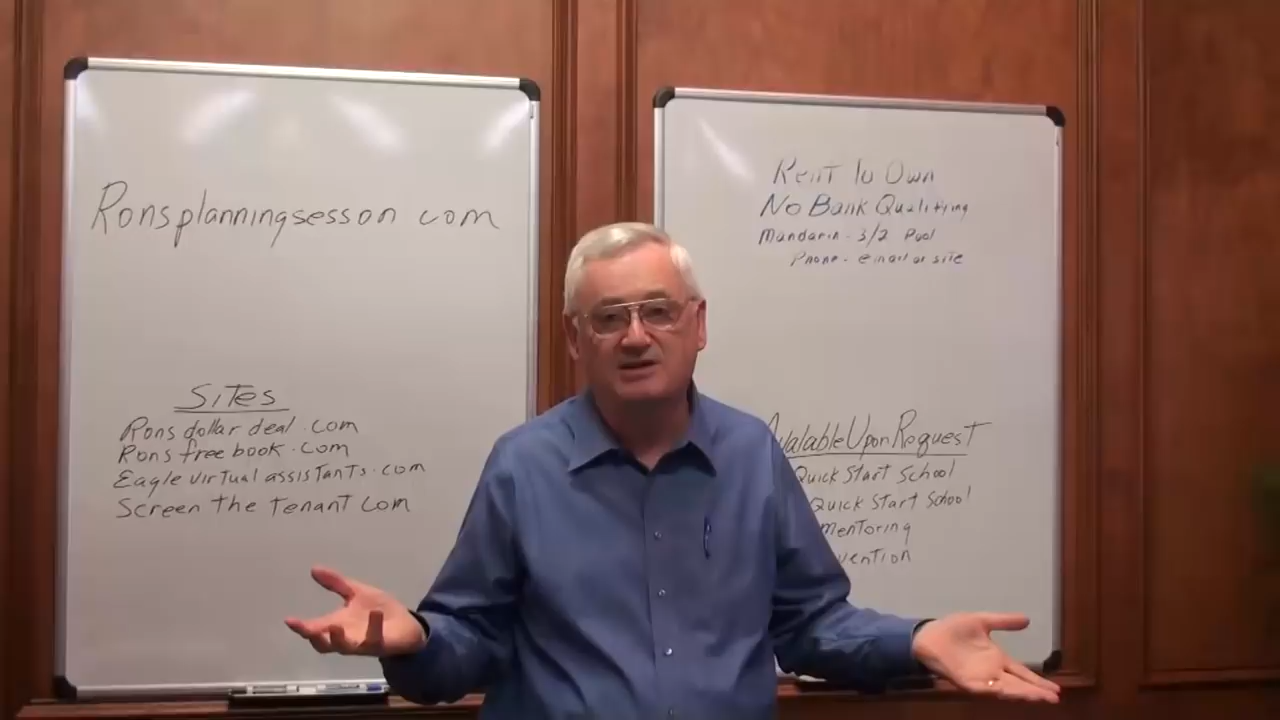 Ronsplanningsesson com
Sites
Rons dollar deal .com
Rons free book .com
Eagle virtual assistants.com
Screen the tenant com
Rent To Own
No Bank Qualifying
Mandarin - 3/2 Pool
Phone - email or site
AvalableUponRequest
Quick Start School
Quick Start School
mentoring
vention